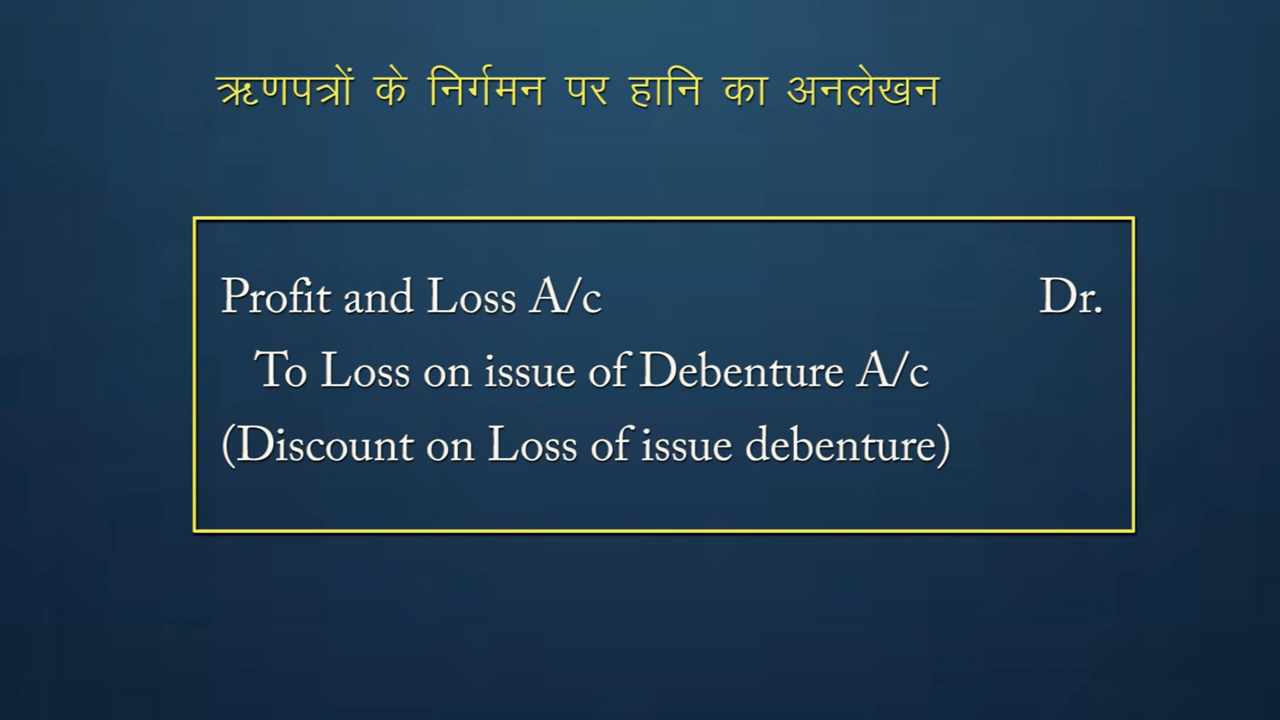 ऋणपत्रों के निर्गमन पर हानि का अनलेखन
Profit and Loss A/c Dr.
To Loss on issue of Debenture A/c
(Discount on Loss of issue debenture)